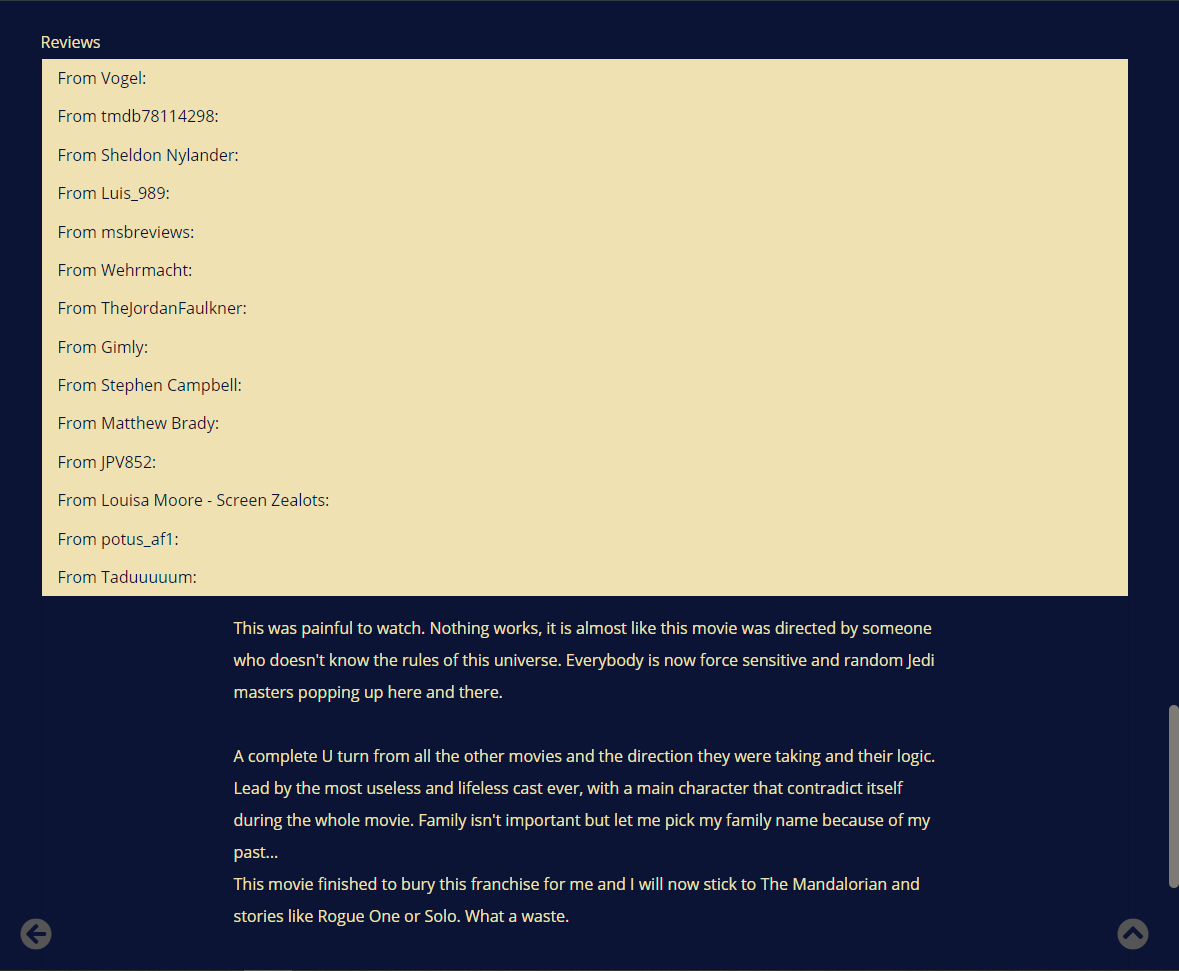 Reviews
From Vogel:
From tmdb78114298:
From Sheldon Nylander:
From Luis_989:
From msbreviews:
From Wehrmacht:
From TheJordanFaulkner:
From Gimly:
From Stephen Campbell:
From Matthew Brady:
From JPV852:
From Louisa Moore - Screen Zealots:
From potus_af1:
From Taduuuuum:
This was painful to watch. Nothing works, it is almost like this movie was directed by someone
who doesn't know the rules of this universe. Everybody is now force sensitive and random Jedi
masters popping up here and there.
A complete U turn from all the other movies and the direction they were taking and their logic.
Lead by the most useless and lifeless cast ever, with a main character that contradict itself
during the whole movie. Family isn't important but let me pick my family name because of my
past...
This movie finished to bury this franchise for me and I will now stick to The Mandalorian and
stories like Rogue One or Solo. What a waste.